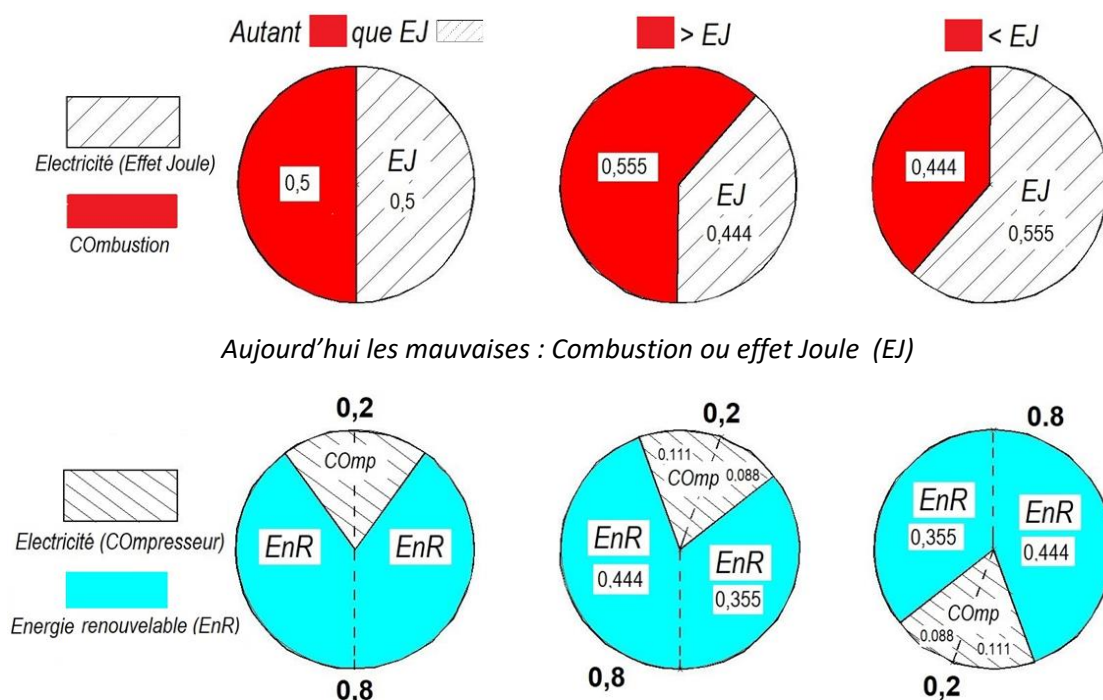 Autant que EJ
> EJ
< EJ
Electricité (Effet Joule)
COmbustion
0,5
EJ
0,5
0,555
EJ
0,444
0,444
EJ
0,555
Aujourd’hui les mauvaises : Combustion ou effet Joule (EJ)
Electricité (COmpresseur)
Energie renouvelable (EnR)
0,2
COmp
EnR
EnR
0,8
0,2
0.111
COmp
0.088
EnR
0.444
EnR
0,355
0,8
0.8
EnR
0,355
EnR
0,444
COmp
0.088
0.111
0,2